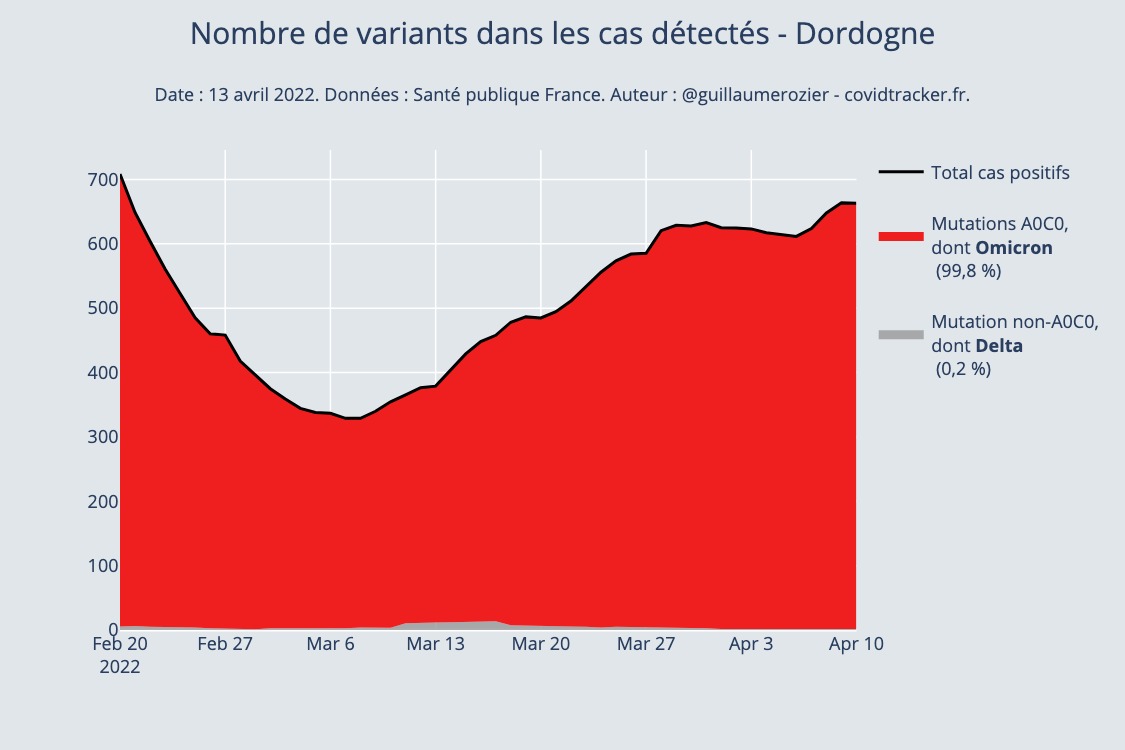 Nombre de variants dans les cas détectés - Dordogne
Date : 13 avril 2022. Données : Santé publique France. Auteur : @guillaumerozier - covidtracker.fr.
700
600
500
400
300
200
100
0
Feb 20
2022
Feb 27
Mar 6
Mar 13
Mar 20
Mar 27
Apr 3
Apr 10
Total cas positifs
Mutations A0C0,
dont Omicron
(99,8 %)
Mutation non-A0C0,
dont Delta
(0,2 %)